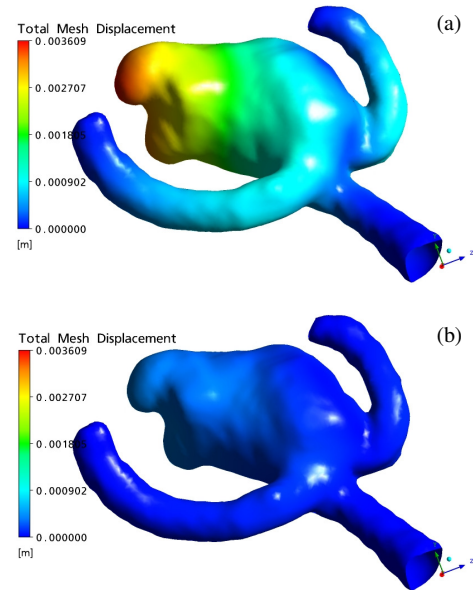 (a)
Total Mesh Displacement
0.003609
0.002707
0.000902
0.000000
[m]
z
(b)
Total Mesh Displacement
0.003609
0.002707
0.000902
0.000000
[m]
z